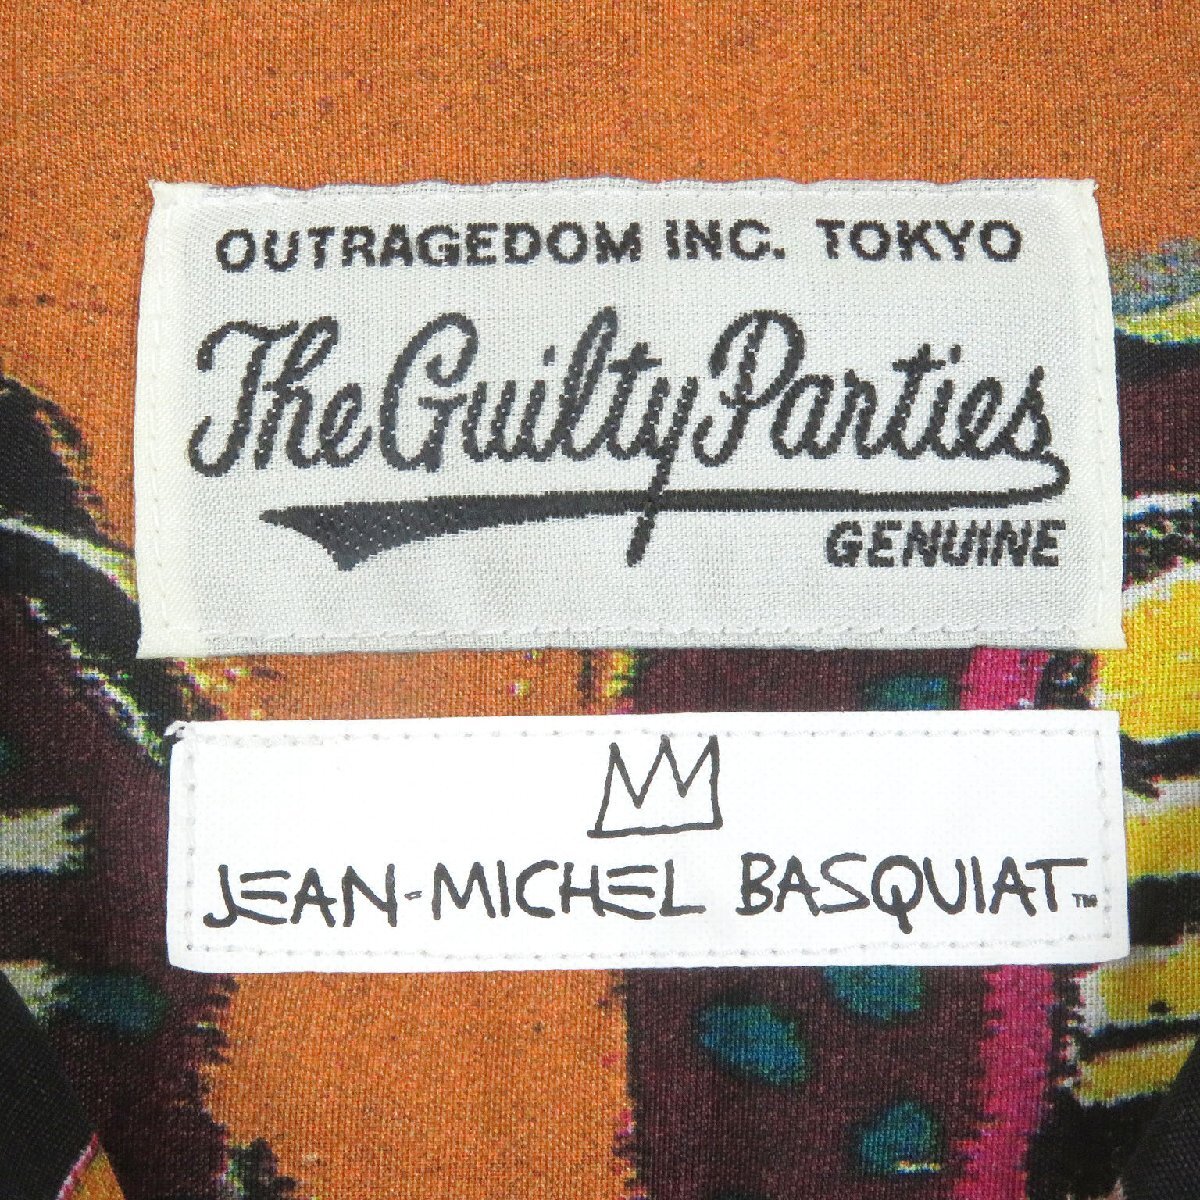 OUTRAGEDOM INC. TOKYO
The Guilty Parties
GENUINE
JEAN-MICHEL BASQUIAT™